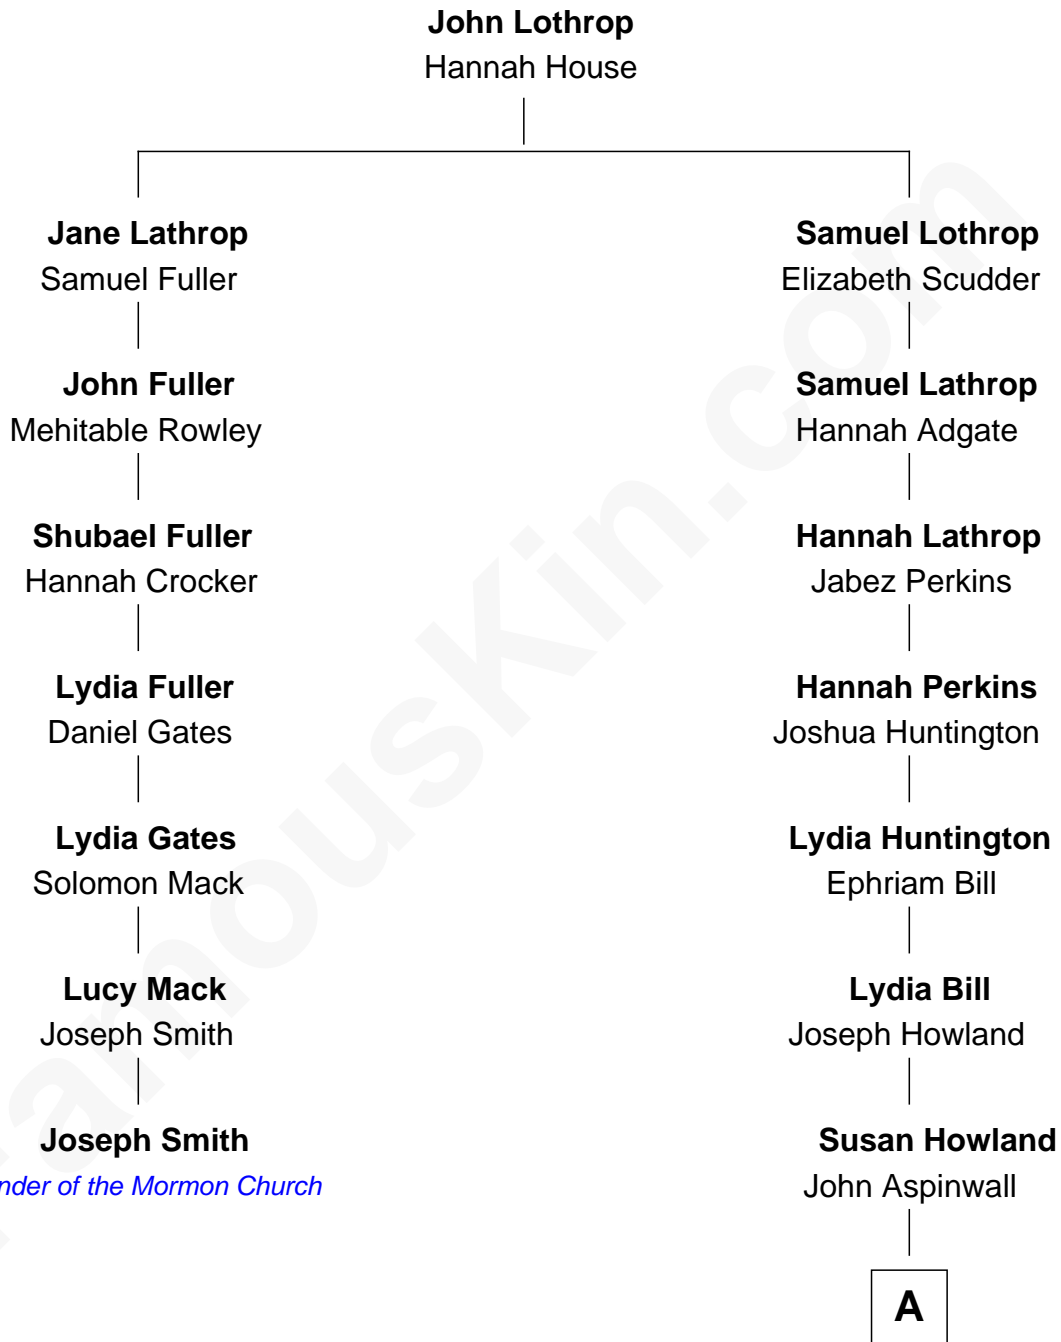 John Lothrop
Hannah House
Jane Lathrop
Samuel Fuller
Samuel Lothrop
Elizabeth Scudder
John Fuller
Mehitable Rowley
Samuel Lathrop
Hannah Adgate
Shubael Fuller
Hannah Crocker
Hannah Lathrop
Jabez Perkins
Lydia Fuller
Daniel Gates
Hannah Perkins
Joshua Huntington
Lydia Gates
Solomon Mack
Lydia Huntington
Ephriam Bill
Lucy Mack
Joseph Smith
Lydia Bill
Joseph Howland
Joseph Smith
nder of the Mormon Church
Susan Howland
John Aspinwall
A
FamousKin.com